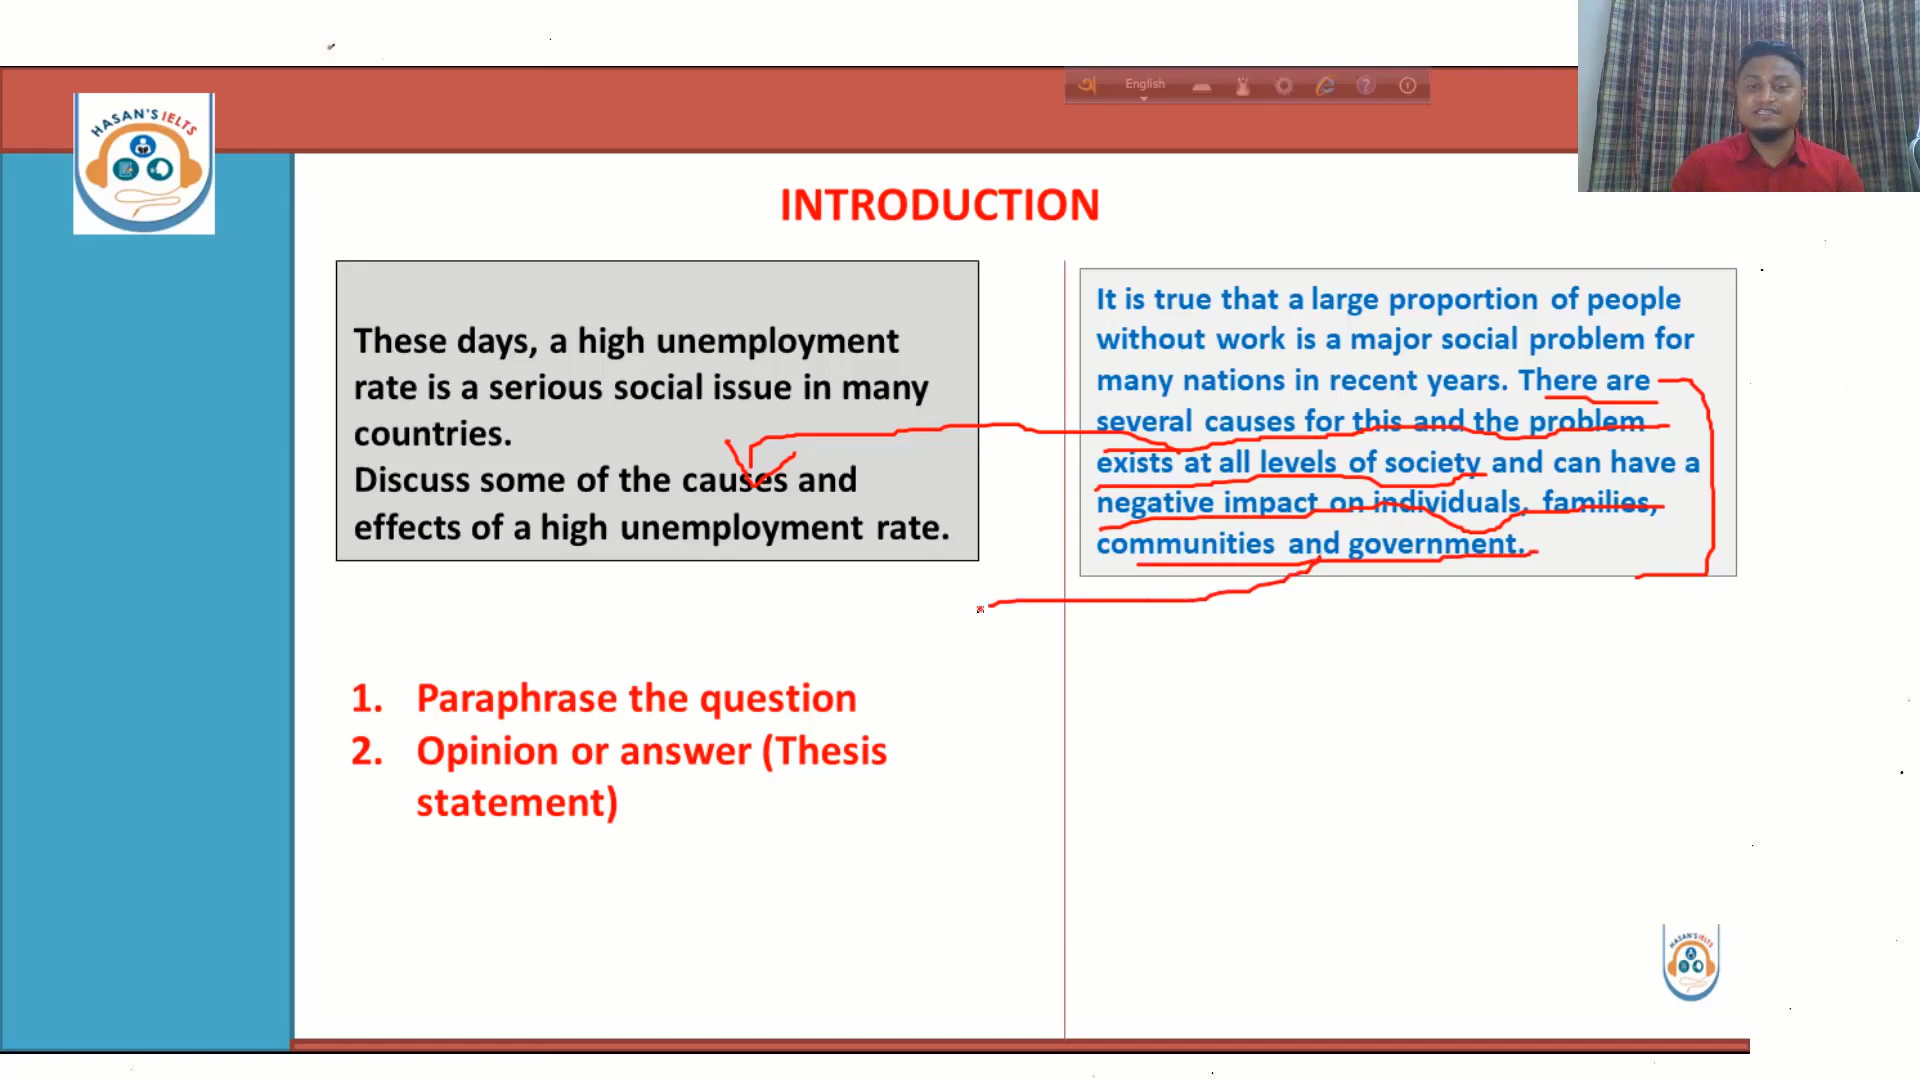 অ
English
HASAN'S IELTS
INTRODUCTION
These days, a high unemployment
rate is a serious social issue in many
countries.
Discuss some of the causes and
effects of a high unemployment rate.
It is true that a large proportion of people
without work is a major social problem for
many nations in recent years. There are
several causes for this and the problem
exists at all levels of society and can have a
negative impact on individuals, families,
communities and government.
1. Paraphrase the question
2. Opinion or answer (Thesis
statement)
HASAN'S IELTS